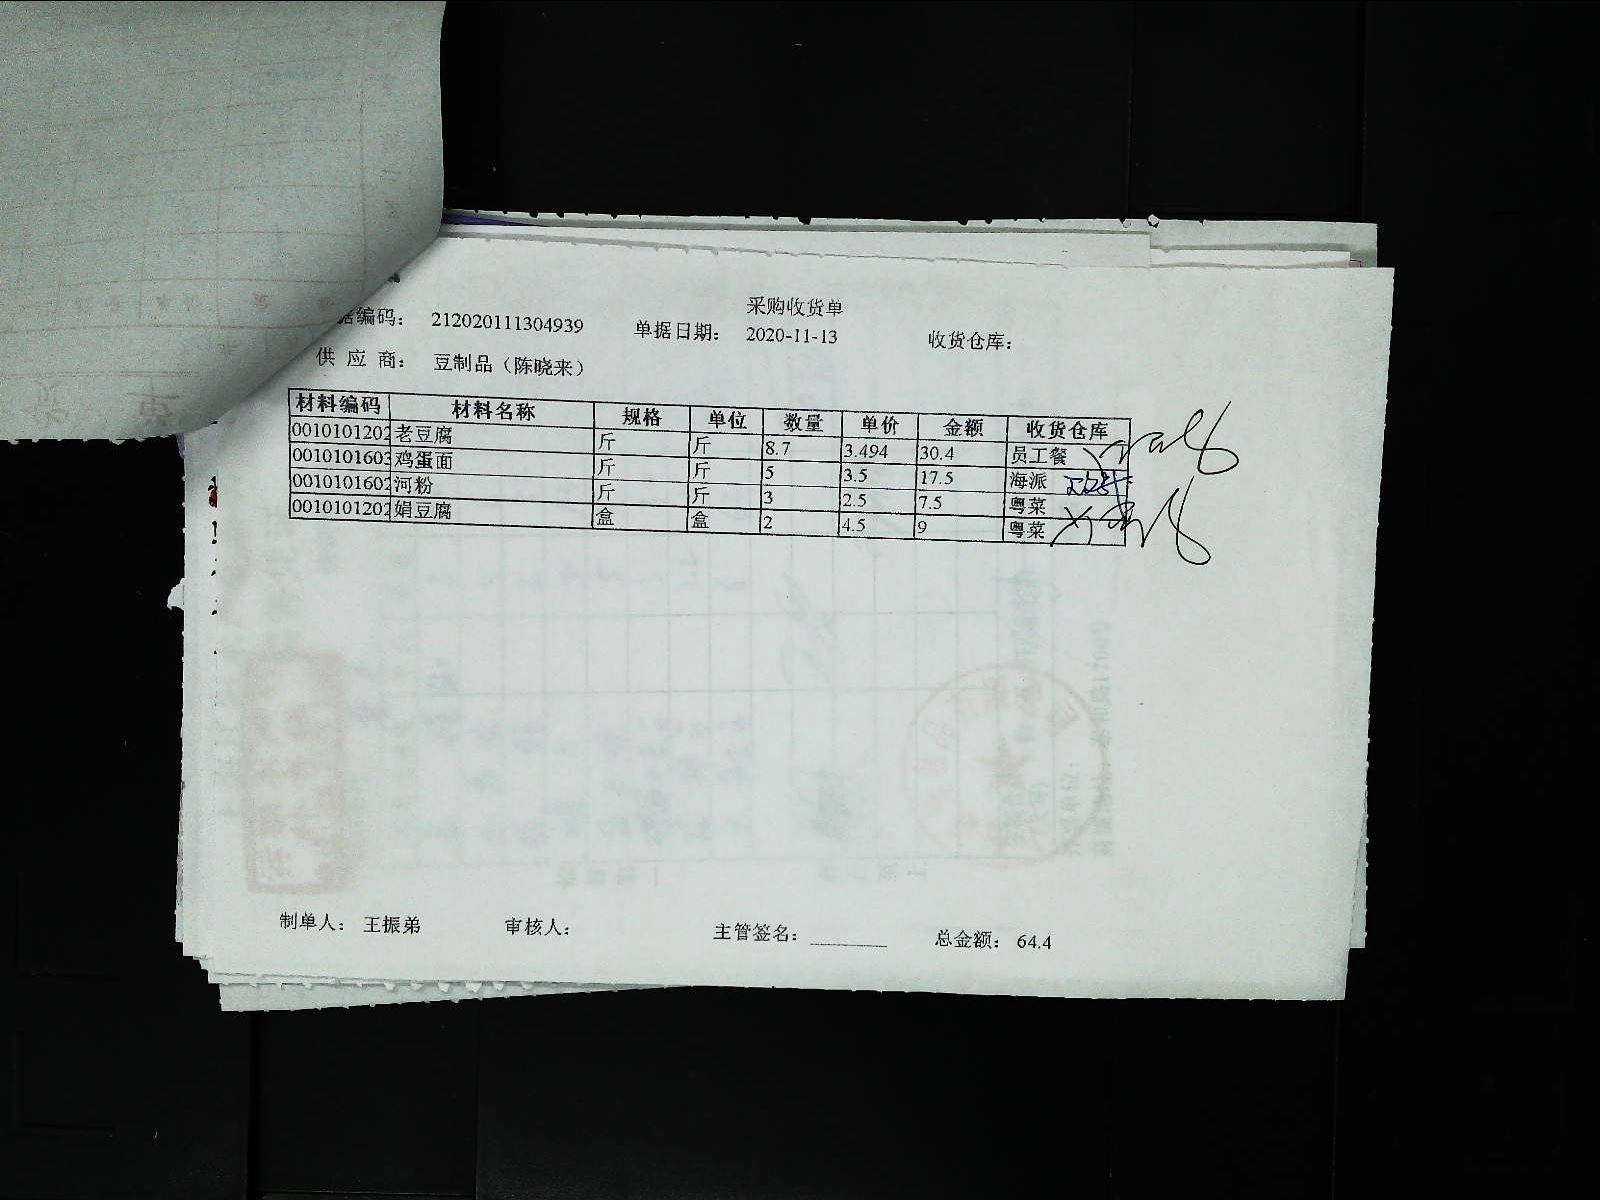 采购收货单
据编码： 212020111304939 单据日期： 2020-11-13 收货仓库：
供 应 商： 豆制品（陈晓来）
材料编码 材料名称 规格 单位 数量 单价 金额 收货仓库
0010101202 老豆腐 斤 斤 8.7 3.494 30.4 员工餐
0010101603 鸡蛋面 斤 斤 5 3.5 17.5 海派
0010101602 河粉 斤 斤 3 2.5 7.5 粤菜
0010101202 娟豆腐 盒 盒 2 4.5 9 粤菜
制单人： 王振弟 审核人： 主管签名： 总金额： 64.4